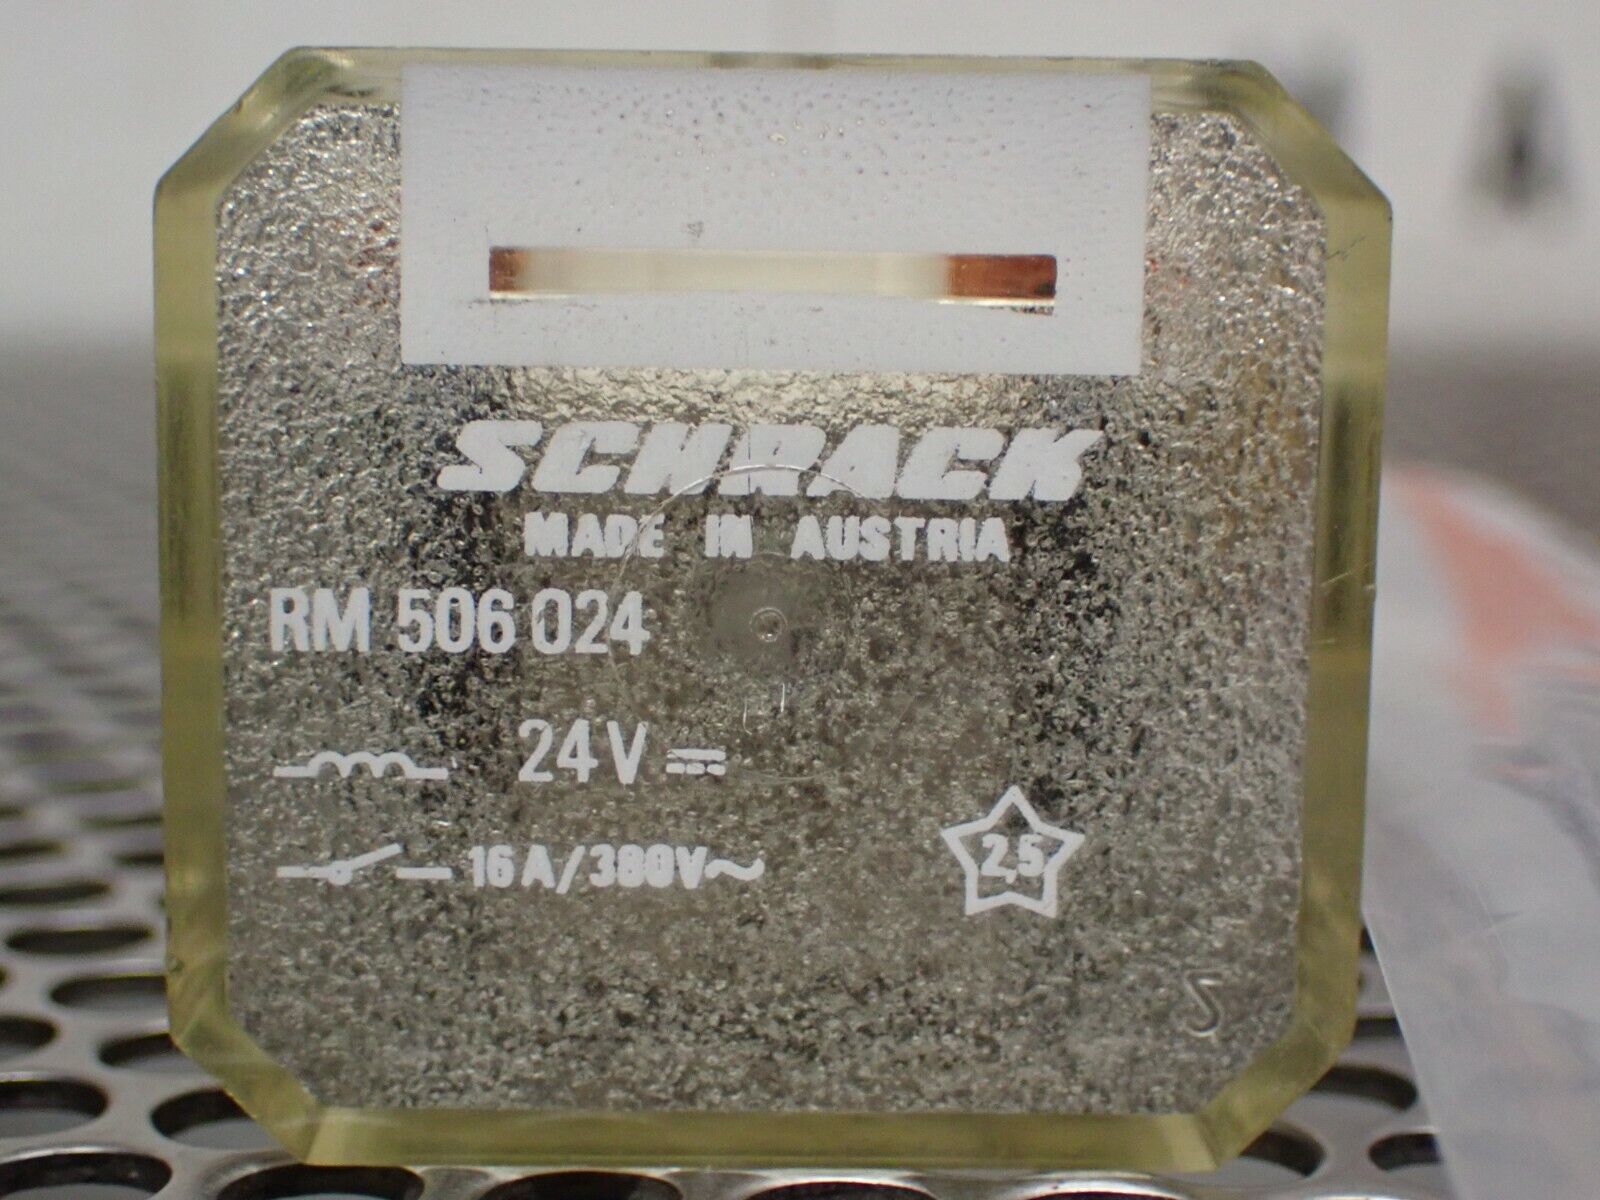 SCHRACK
MADE IN AUSTRIA
RM 506 024
24V ⎓
16A/380V~
2,5
S